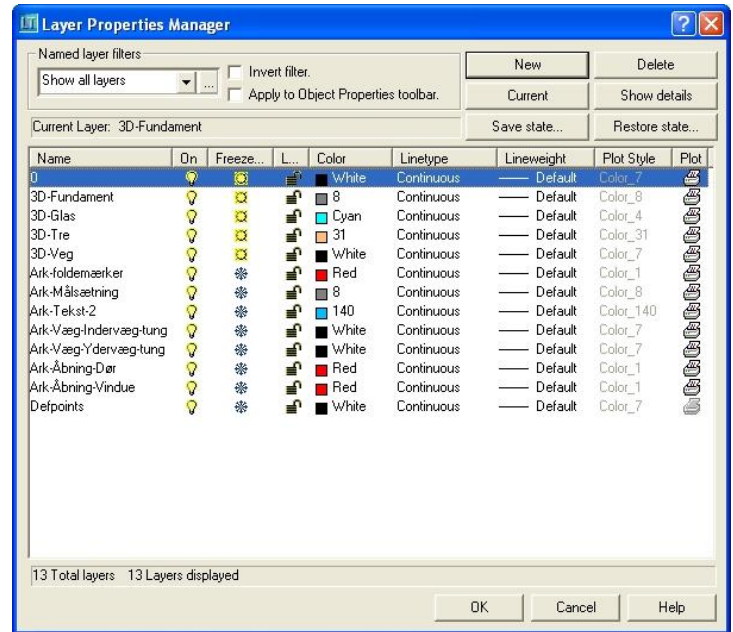 Layer Properties Manager
Named layer filters
Show all layers
...
Invert filter.
Apply to Object Properties toolbar.
New
Delete
Current
Show details
Current Layer: 3D-Fundament
Save state...
Restore state...
Name On Freeze... L... Color Linetype Lineweight Plot Style Plot
0 White Continuous Default Color_7
3D-Fundament 8 Continuous Default Color_8
3D-Glas Cyan Continuous Default Color_4
3D-Tre 31 Continuous Default Color_31
3D-Veg White Continuous Default Color_7
Ark-foldemærker Red Continuous Default Color_1
Ark-Målsætning 8 Continuous Default Color_8
Ark-Tekst-2 140 Continuous Default Color_140
Ark-Væg-Indervæg-tung White Continuous Default Color_7
Ark-Væg-Ydervæg-tung White Continuous Default Color_7
Ark-Åbning-Dør Red Continuous Default Color_1
Ark-Åbning-Vindue Red Continuous Default Color_1
Defpoints White Continuous Default Color_7
13 Total layers 13 Layers displayed
OK Cancel Help